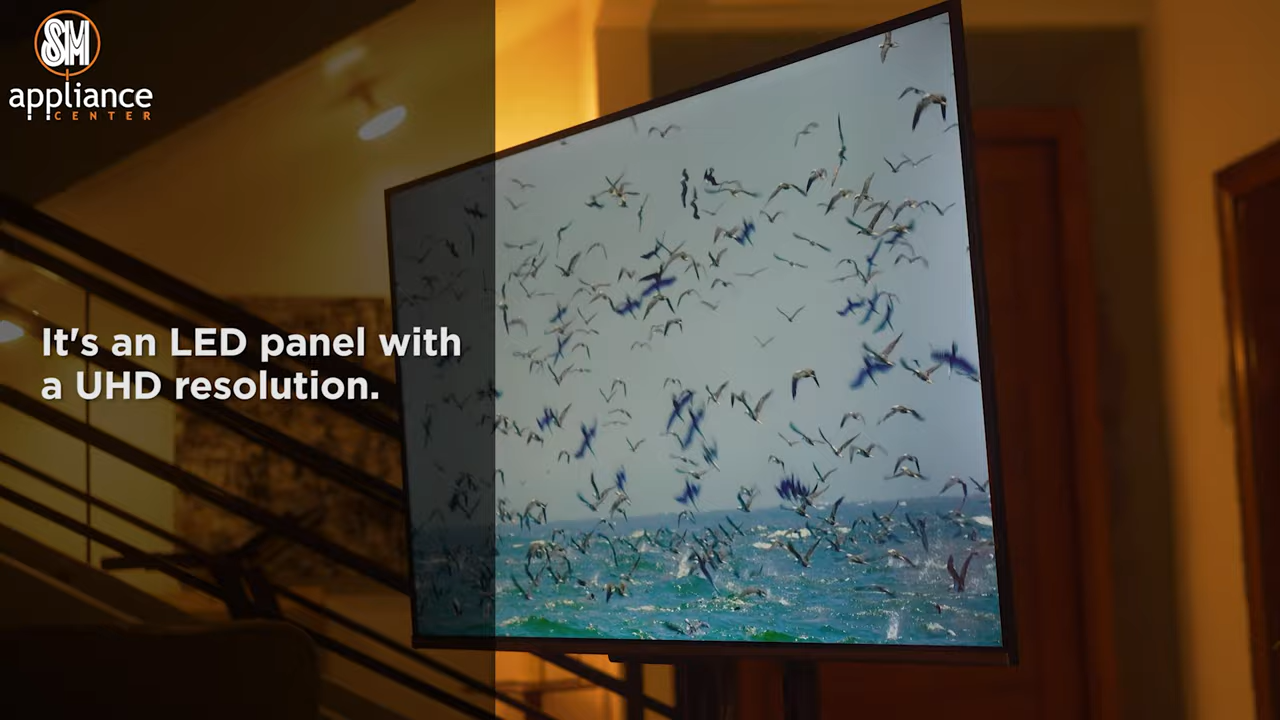 SM
appliance
CENTER
It's an LED panel with
a UHD resolution.